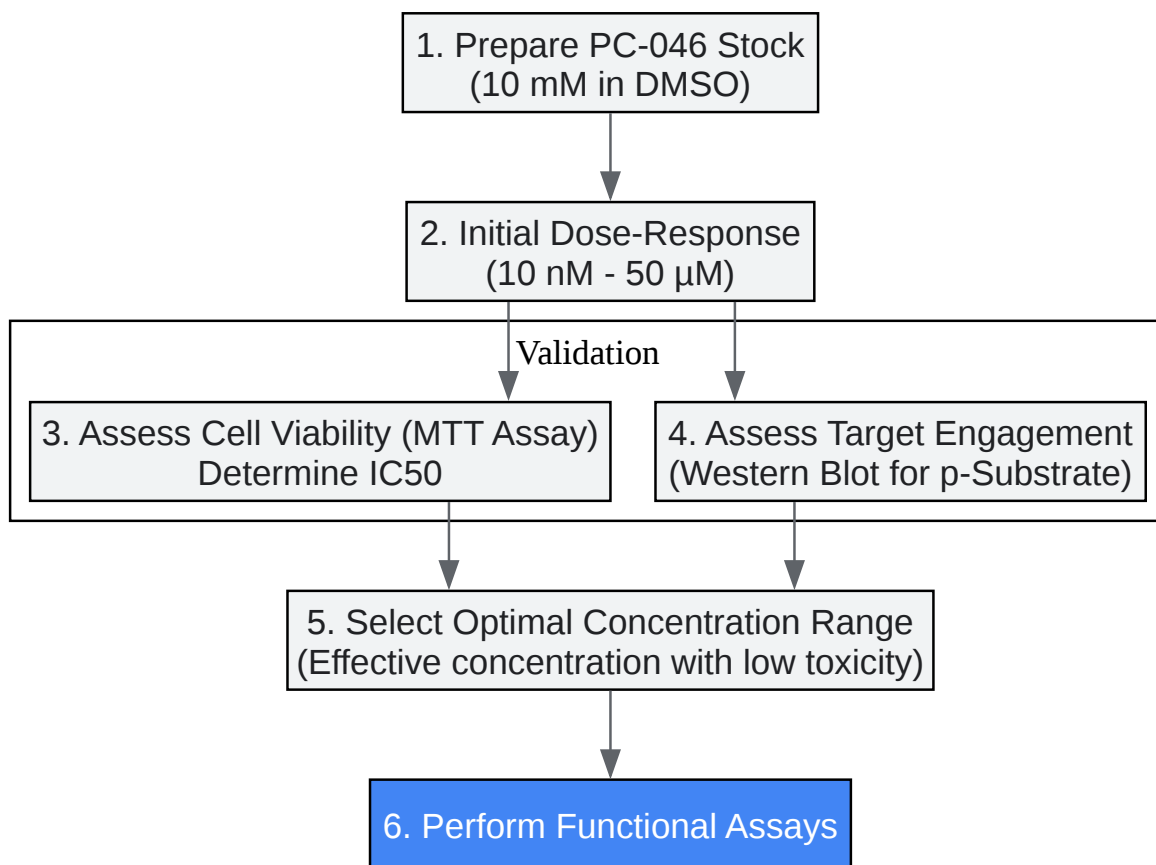 1. Prepare PC-046 Stock
(10 mM in DMSO)
2. Initial Dose-Response
(10 nM - 50 µM)
Validation
3. Assess Cell Viability (MTT Assay)
Determine IC50
4. Assess Target Engagement
(Western Blot for p-Substrate)
5. Select Optimal Concentration Range
(Effective concentration with low toxicity)
6. Perform Functional Assays